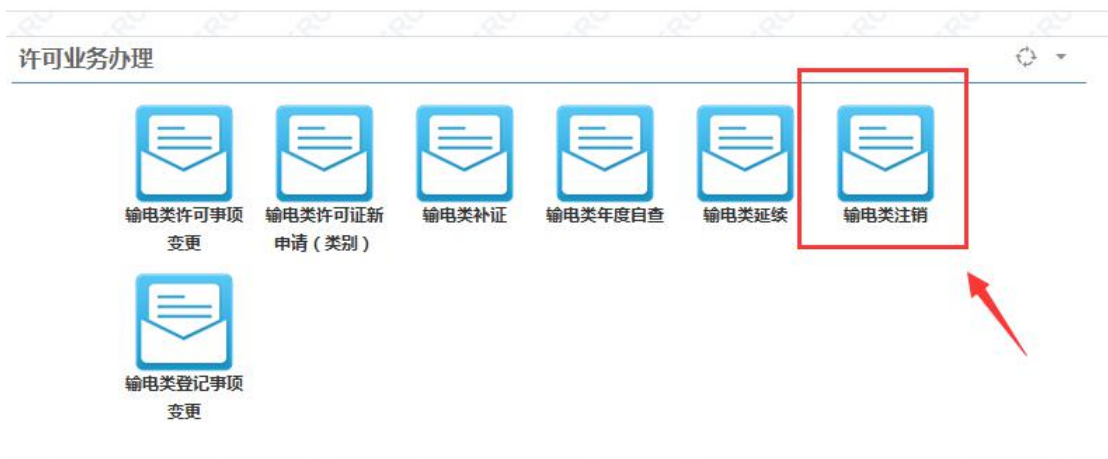 许可业务办理
输电类许可事项
变更
输电类许可证新
申请（类别）
输电类补证
输电类年度自查
输电类延续
输电类注销
输电类登记事项
变更